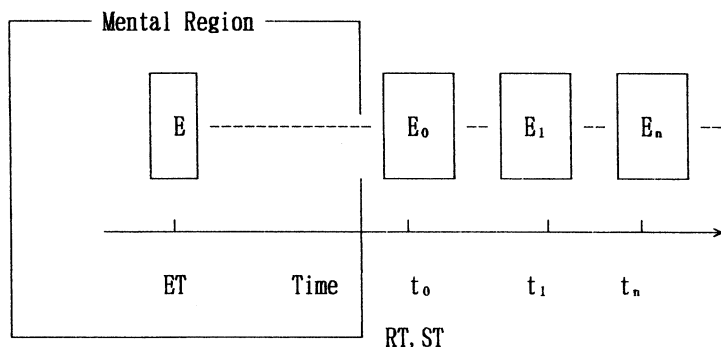 Mental Region
E E₀ E₁ Eₙ
ET Time t₀ t₁ tₙ
RT, ST